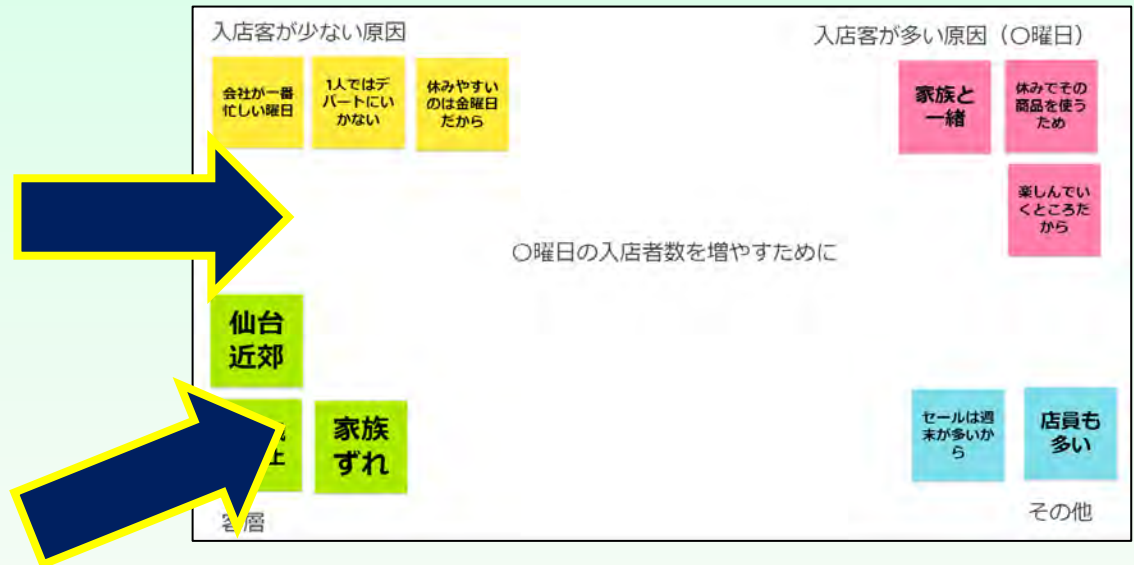 入店客が少ない原因
会社が一番
忙しい曜日
1人ではデ
パートにい
かない
休みやすい
のは金曜日
だから
入店客が多い原因（〇曜日）
家族と
一緒
休みでその
商品を使う
ため
楽しんでい
くところだ
から
〇曜日の入店者数を増やすために
仙台
近郊
上
家族
ずれ
客層
セールは週
末が多いか
ら
店員も
多い
その他